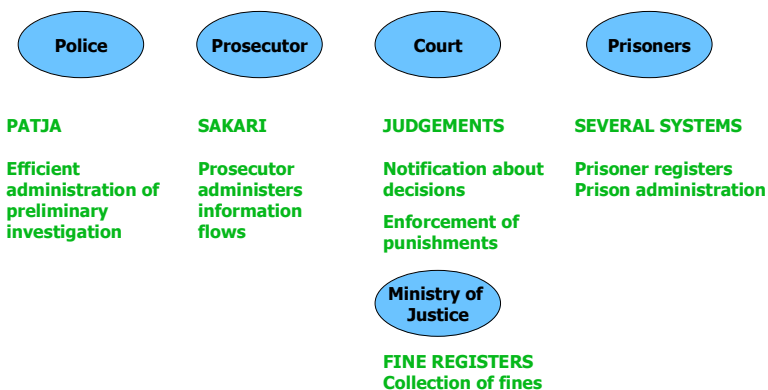 Police
Prosecutor
Court
Prisoners
PATJA
Efficient
administration of
preliminary
investigation
SAKARI
Prosecutor
administers
information
flows
JUDGEMENTS
Notification about
decisions
Enforcement of
punishments
SEVERAL SYSTEMS
Prisoner registers
Prison administration
Ministry of
Justice
FINE REGISTERS
Collection of fines